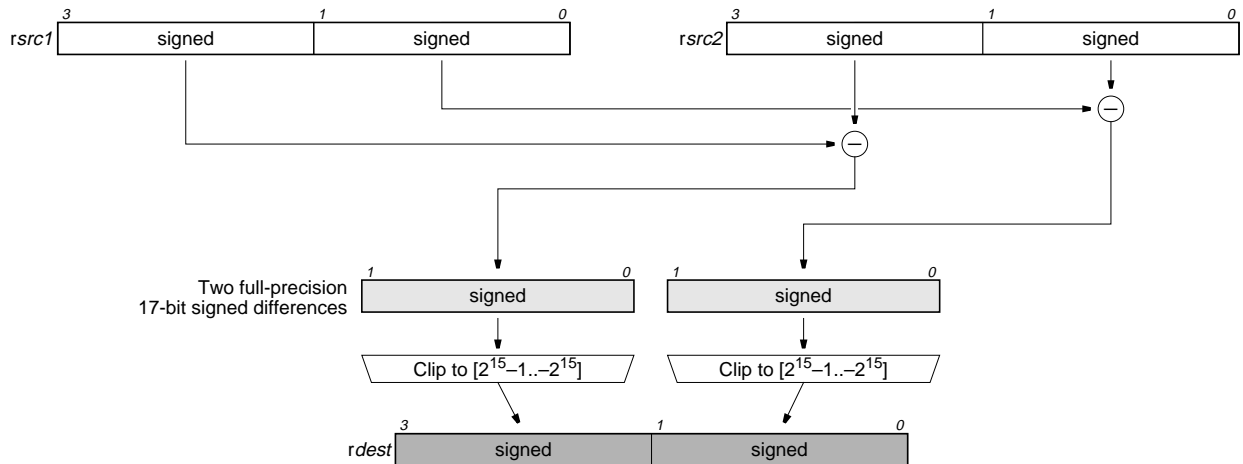 3 1 0 3 1 0
rsrc1 signed signed rsrc2 signed signed
–
–
Two full-precision
17-bit signed differences
1 0 1 0
signed signed
Clip to [2^15–1..–2^15] Clip to [2^15–1..–2^15]
3 1 0
rdest signed signed